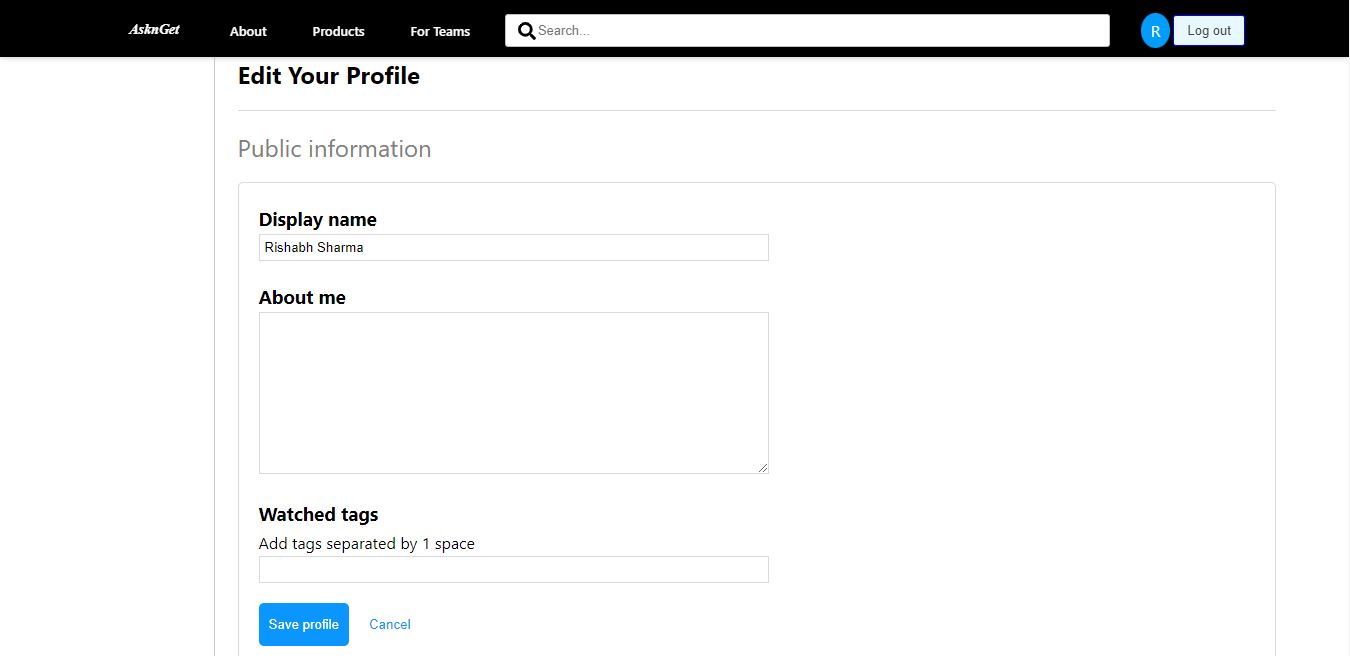 AsknGet About Products For Teams Search... R Log out
Edit Your Profile
Public information
Display name
Rishabh Sharma
About me
Watched tags
Add tags separated by 1 space
Save profile Cancel